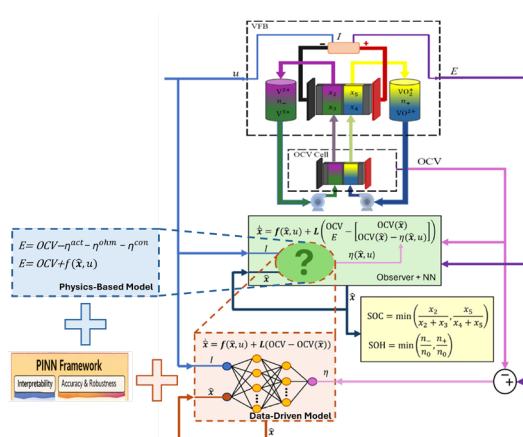 VFB
I
u
E
V²⁺
n₋
V³⁺
x₂
x₅
x₃
x₄
VO₂⁺
n₊
VO²⁺
OCV Cell
OCV
x̂̇ = f(x̂, u) + L(OCV E − [OCV(x̂) OCV(x̂) − η(x̂, u)])
I
x̂
?
η(x̂, u)
Observer + NN
E = OCV−ηᵃᶜᵗ− ηᵒʰᵐ − ηᶜᵒⁿ
E = OCV+f(x̂, u)
Physics-Based Model
x̂
SOC = min(x₂/(x₂ + x₃), x₅/(x₄ + x₅))
SOH = min(n₋/n₀, n₊/n₀)
PINN Framework
Interpretability
Accuracy & Robustness
x̂̇ = f(x̂, u) + L(OCV − OCV(x̂))
I
x̂
η
Data-Driven Model
x̂